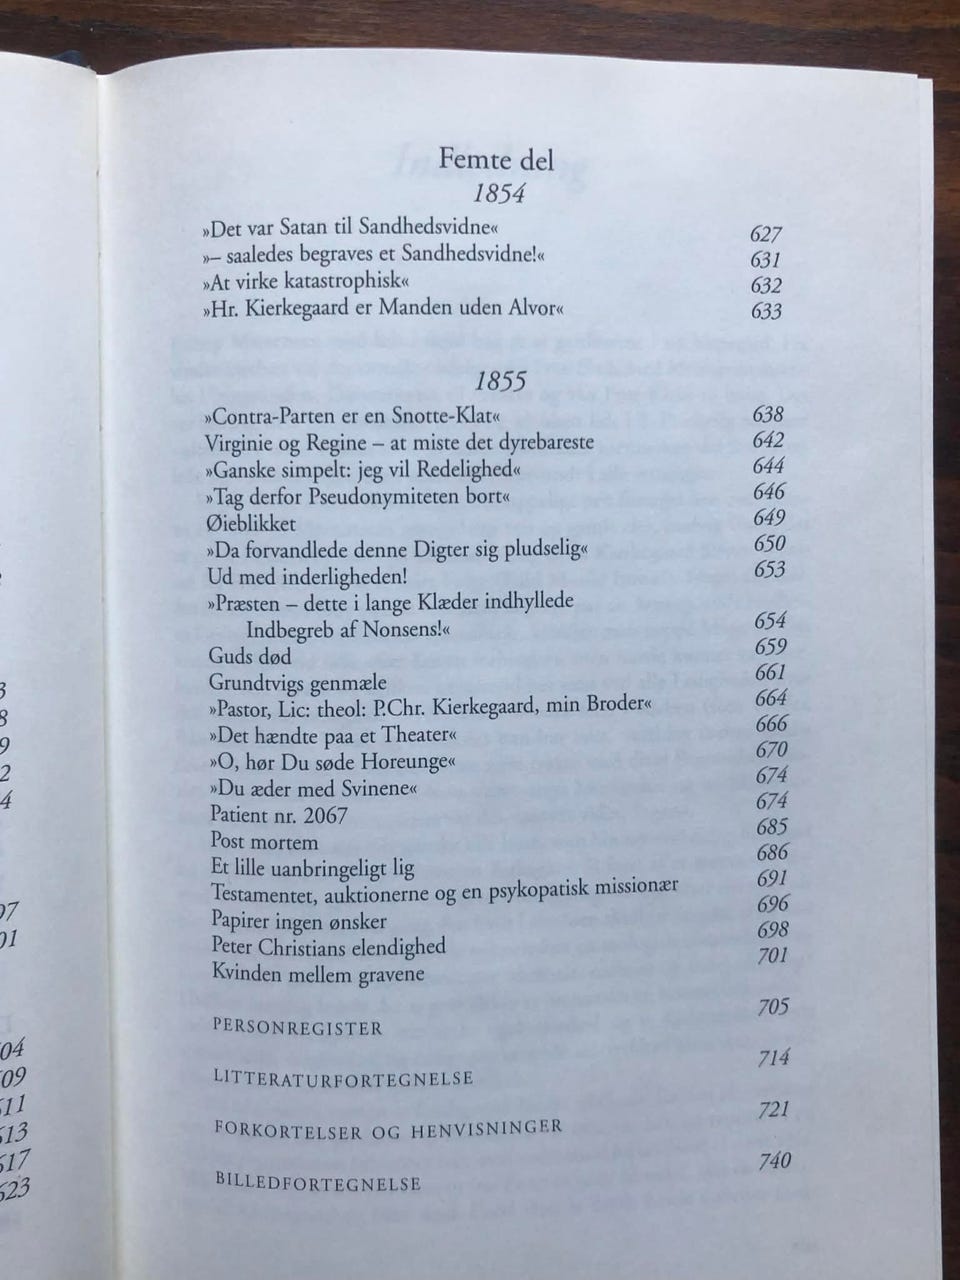 Femte del
1854
»Det var Satan til Sandhedsvidne« 627
»– saaledes begraves et Sandhedsvidne!« 631
»At virke katastrophisk« 632
»Hr. Kierkegaard er Manden uden Alvor« 633
1855
»Contra-Parten er en Snotte-Klat« 638
Virginie og Regine – at miste det dyrebareste 642
»Ganske simpelt: jeg vil Redelighed« 644
»Tag derfor Pseudonymiteten bort« 646
Øieblikket 649
»Da forvandlede denne Digter sig pludselig« 650
Ud med inderligheden! 653
»Præsten – dette i lange Klæder indhyllede
Indbegreb af Nonsens!« 654
Guds død 659
Grundtvigs genmæle 661
»Pastor, Lic: theol: P.Chr. Kierkegaard, min Broder« 664
»Det hændte paa et Theater« 666
»O, hør Du søde Horeunge« 670
»Du æder med Svinene« 674
Patient nr. 2067 674
Post mortem 685
Et lille uanbringeligt lig 686
Testamentet, auktionerne og en psykopatisk missionær 691
Papirer ingen ønsker 696
Peter Christians elendighed 698
Kvinden mellem gravene 701
PERSONREGISTER 705
LITTERATURFORTEGNELSE 714
FORKORTELSER OG HENVISNINGER 721
BILLEDFORTEGNELSE 740